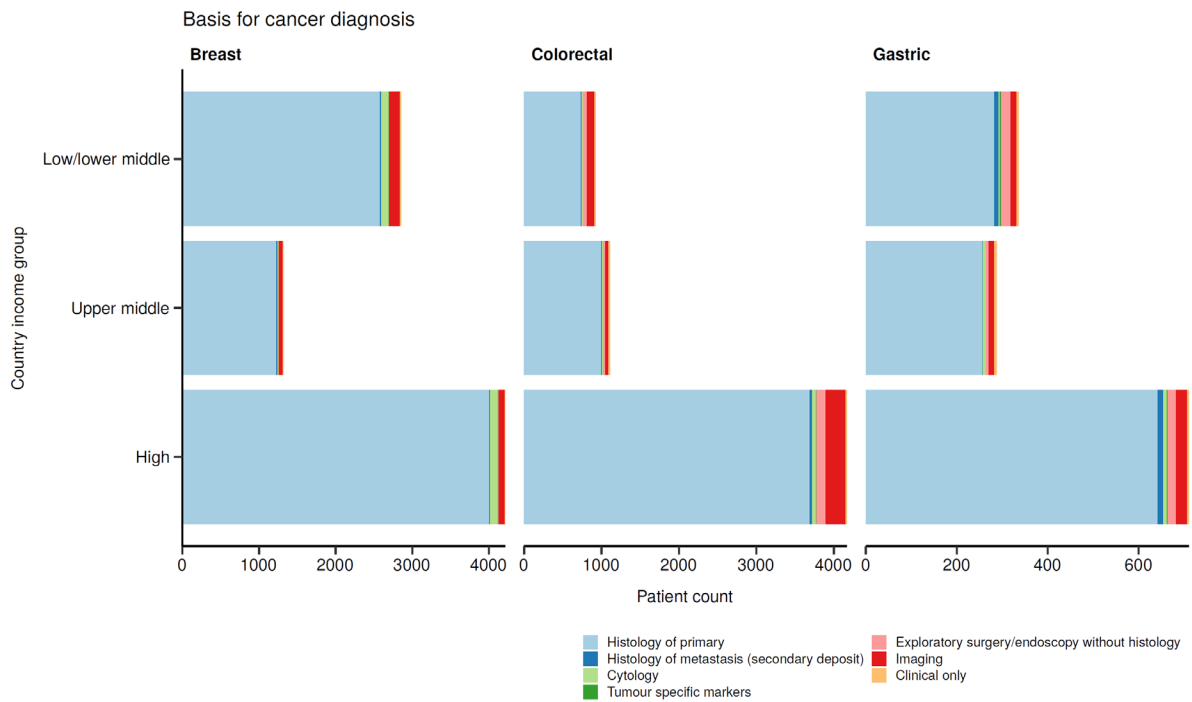 Basis for cancer diagnosis
Breast Colorectal Gastric
Country income group
Low/lower middle
Upper middle
High
0 1000 2000 3000 4000 0 1000 2000 3000 4000 0 200 400 600
Patient count
Histology of primary Exploratory surgery/endoscopy without histology
Histology of metastasis (secondary deposit) Imaging
Cytology Clinical only
Tumour specific markers